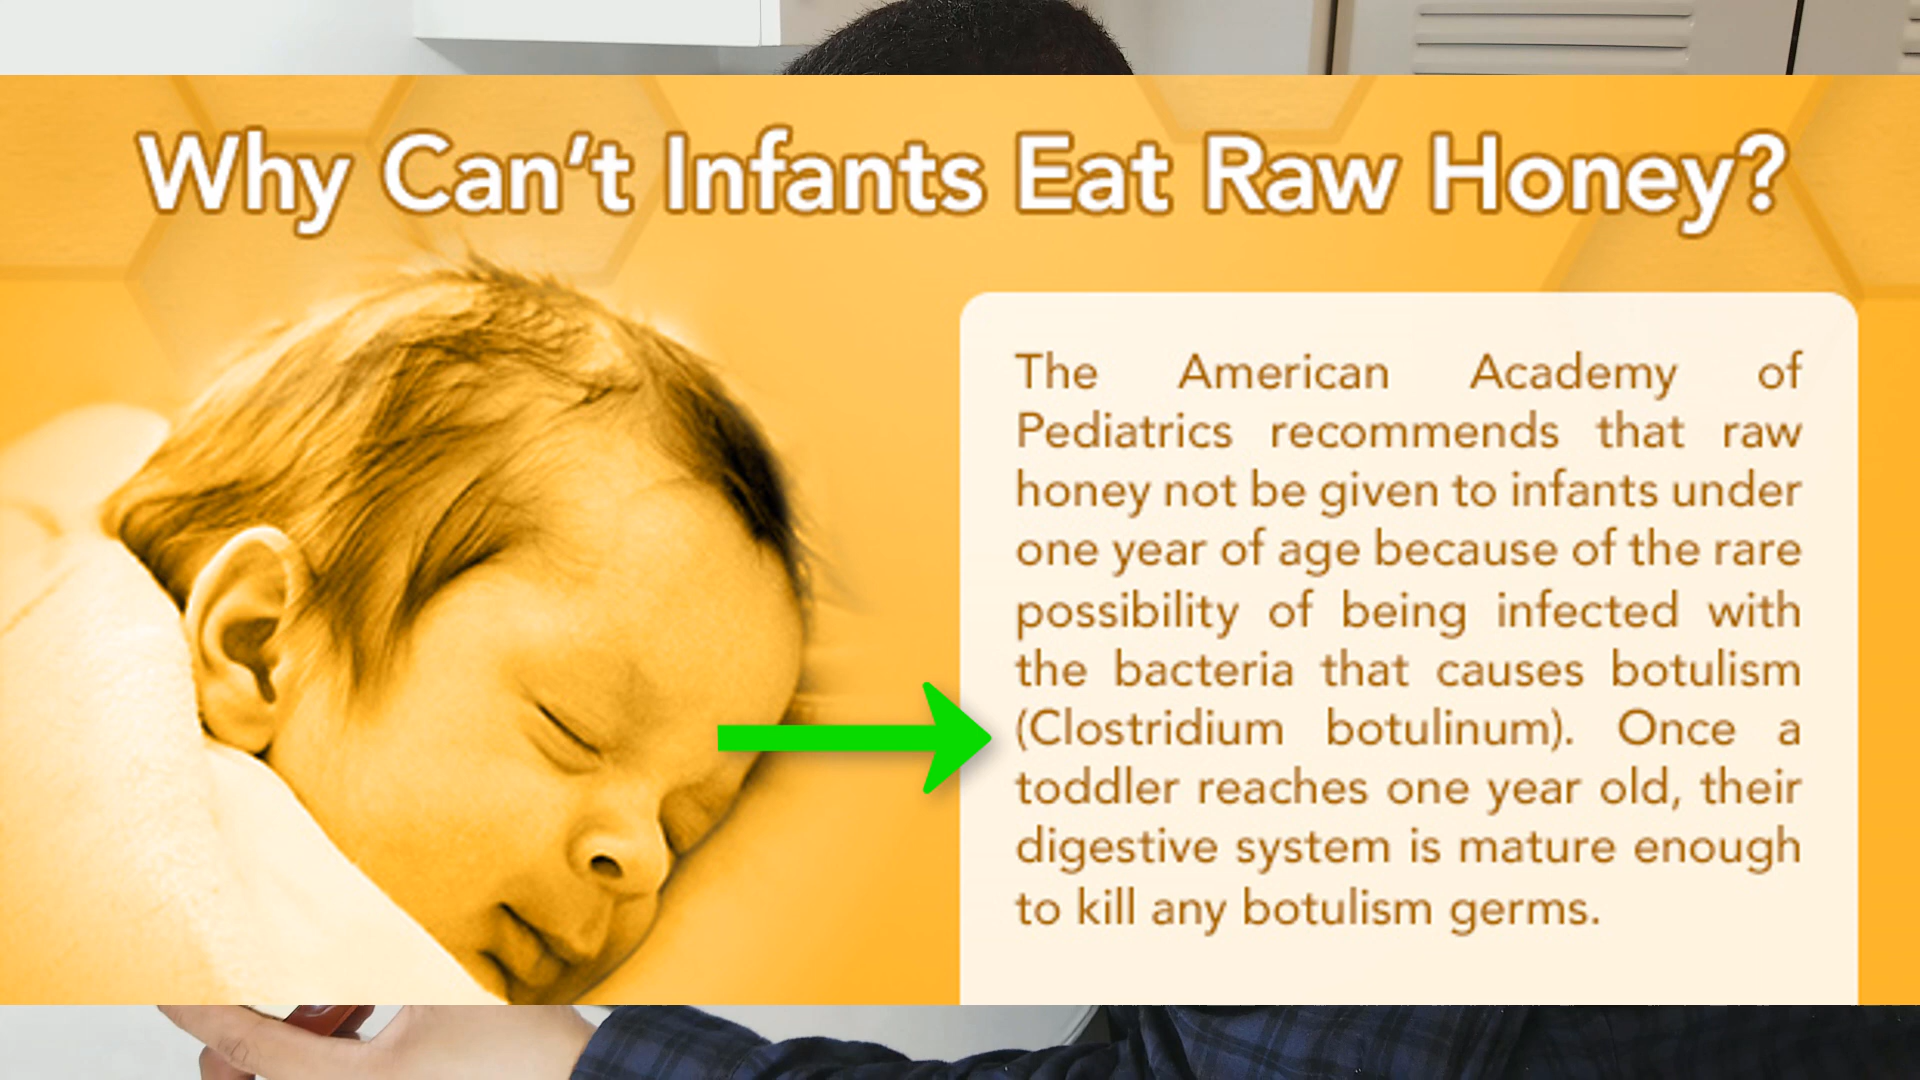 Why Can't Infants Eat Raw Honey?
The American Academy of
Pediatrics recommends that raw
honey not be given to infants under
one year of age because of the rare
possibility of being infected with
the bacteria that causes botulism
(Clostridium botulinum). Once a
toddler reaches one year old, their
digestive system is mature enough
to kill any botulism germs.